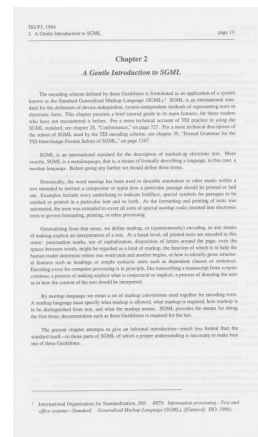 TEI P3, 1994
2. A Gentle Introduction to SGML page 13
Chapter 2
A Gentle Introduction to SGML
The encoding scheme defined by these Guidelines is formulated as an application of a system
known as the Standard Generalized Markup Language (SGML).¹ SGML is an international stan-
dard for the definition of device-independent, system-independent methods of representing texts in
electronic form. This chapter presents a brief tutorial guide to its main features, for those readers
who have not encountered it before. For a more technical account of TEI practice in using the
SGML standard, see chapter 28, "Conformance," on page 727. For a more technical description of
the subset of SGML used by the TEI encoding scheme, see chapter 39, "Formal Grammar for the
TEI-Interchange-Format Subset of SGML," on page 1247.
SGML is an international standard for the description of marked-up electronic text. More
exactly, SGML is a metalanguage, that is, a means of formally describing a language, in this case, a
markup language. Before going any further we should define these terms.
Historically, the word markup has been used to describe annotation or other marks within a
text intended to instruct a compositor or typist how a particular passage should be printed or laid
out. Examples include wavy underlining to indicate boldface, special symbols for passages to be
omitted or printed in a particular font and so forth. As the formatting and printing of texts was
automated, the term was extended to cover all sorts of special markup codes inserted into electronic
texts to govern formatting, printing, or other processing.
Generalizing from that sense, we define markup, or (synonymously) encoding, as any means
of making explicit an interpretation of a text. At a banal level, all printed texts are encoded in this
sense: punctuation marks, use of capitalization, disposition of letters around the page, even the
spaces between words, might be regarded as a kind of markup, the function of which is to help the
human reader determine where one word ends and another begins, or how to identify gross structur-
al features such as headings or simple syntactic units such as dependent clauses or sentences.
Encoding a text for computer processing is in principle, like transcribing a manuscript from scriptio
continua, a process of making explicit what is conjectural or implicit, a process of directing the user
as to how the content of the text should be interpreted.
By markup language we mean a set of markup conventions used together for encoding texts.
A markup language must specify what markup is allowed, what markup is required, how markup is
to be distinguished from text, and what the markup means. SGML provides the means for doing
the first three; documentation such as these Guidelines is required for the last.
The present chapter attempts to give an informal introduction—much less formal than the
standard itself—to those parts of SGML of which a proper understanding is necessary to make best
use of these Guidelines.
¹ International Organization for Standardization, ISO 8879: Information processing—Text and
office systems—Standard Generalized Markup Language (SGML), ([Geneva]: ISO, 1986).